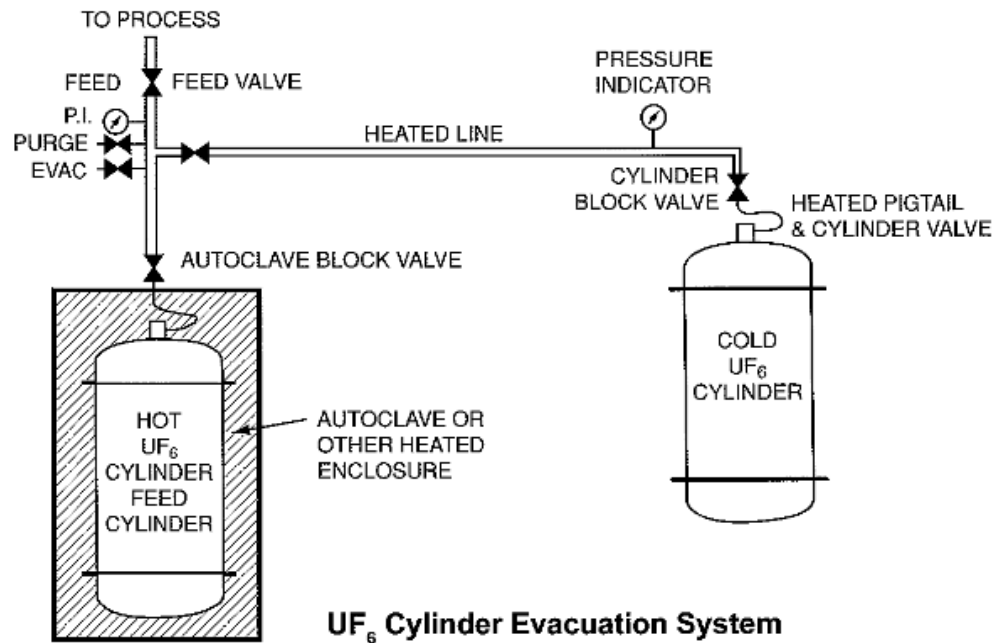 TO PROCESS
FEED
FEED VALVE
P.I.
PURGE
EVAC
HEATED LINE
PRESSURE
INDICATOR
CYLINDER
BLOCK VALVE
HEATED PIGTAIL
& CYLINDER VALVE
AUTOCLAVE BLOCK VALVE
HOT
UF₆
CYLINDER
FEED
CYLINDER
AUTOCLAVE OR
OTHER HEATED
ENCLOSURE
COLD
UF₆
CYLINDER
UF₆ Cylinder Evacuation System